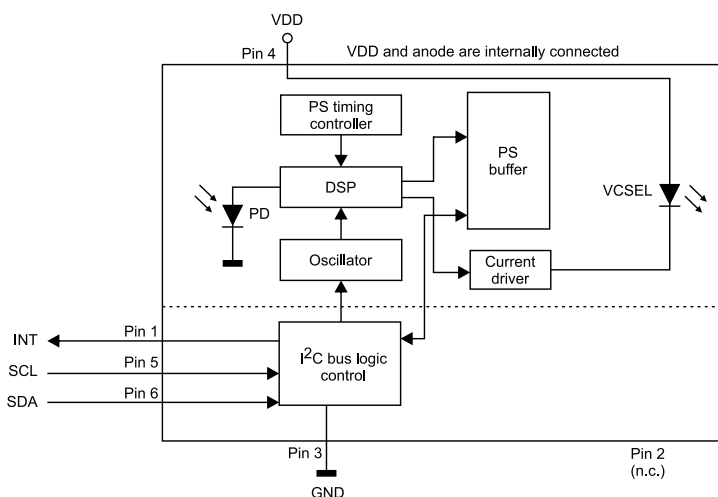 VDD
Pin 4
VDD and anode are internally connected
PS timing
controller
PS
buffer
DSP
VCSEL
PD
Oscillator
Current
driver
INT
Pin 1
I²C bus logic
control
SCL
Pin 5
SDA
Pin 6
Pin 3
GND
Pin 2
(n.c.)